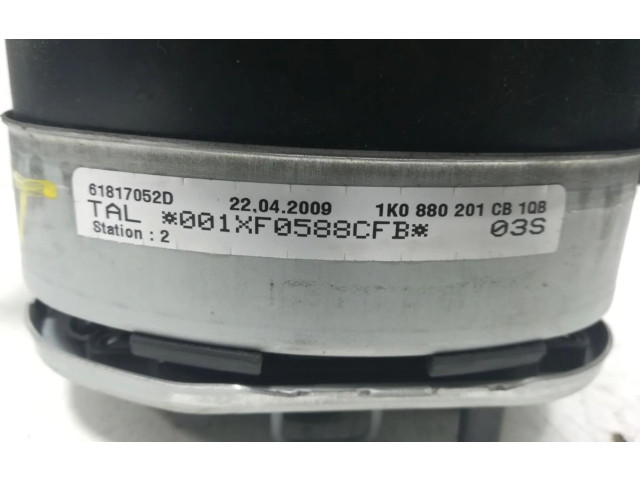 61817052D 22.04.2009 1K0 880 201 CB 1QB
TAL *001XF0588CFB* 03S
Station : 2